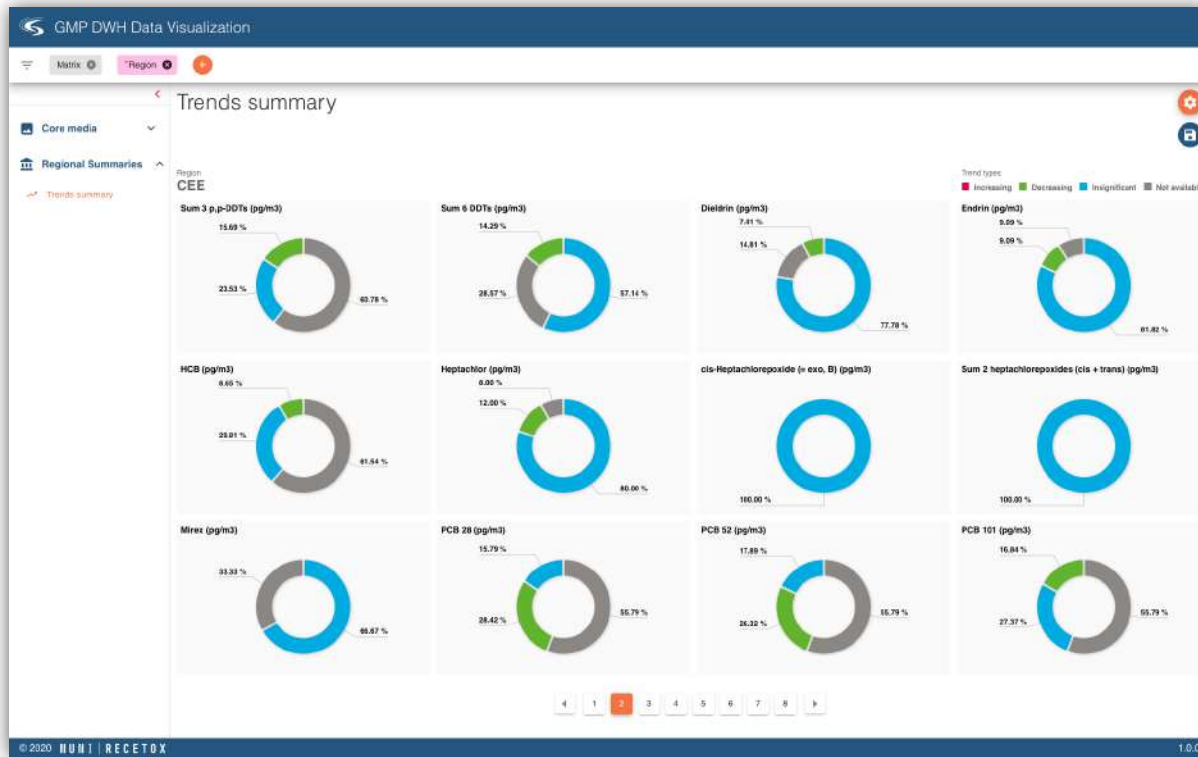 GMP DWH Data Visualization
Matrix
*Region
Trends summary
Core media
Regional Summaries
Trends summary
Region
CEE
Trend types
Increasing Decreasing Insignificant Not availabl
Sum 3 p,p-DDTs (pg/m3)
15.69 %
23.53 %
60.78 %
Sum 6 DDTs (pg/m3)
14.29 %
28.57 %
57.14 %
Dieldrin (pg/m3)
7.41 %
14.81 %
77.78 %
Endrin (pg/m3)
9.09 %
9.09 %
81.82 %
HCB (pg/m3)
61.54 %
Heptachlor (pg/m3)
8.00 %
12.00 %
80.00 %
cis-Heptachlorepoxide (= exo, B) (pg/m3)
100.00 %
Sum 2 heptachlorepoxides (cis + trans) (pg/m3)
100.00 %
Mirex (pg/m3)
33.33 %
66.67 %
PCB 28 (pg/m3)
15.79 %
28.42 %
55.79 %
PCB 52 (pg/m3)
17.89 %
26.32 %
55.79 %
PCB 101 (pg/m3)
16.84 %
27.37 %
55.79 %
1 2 3 4 5 6 7 8
© 2020 MUNI | RECETOX
1.0.0